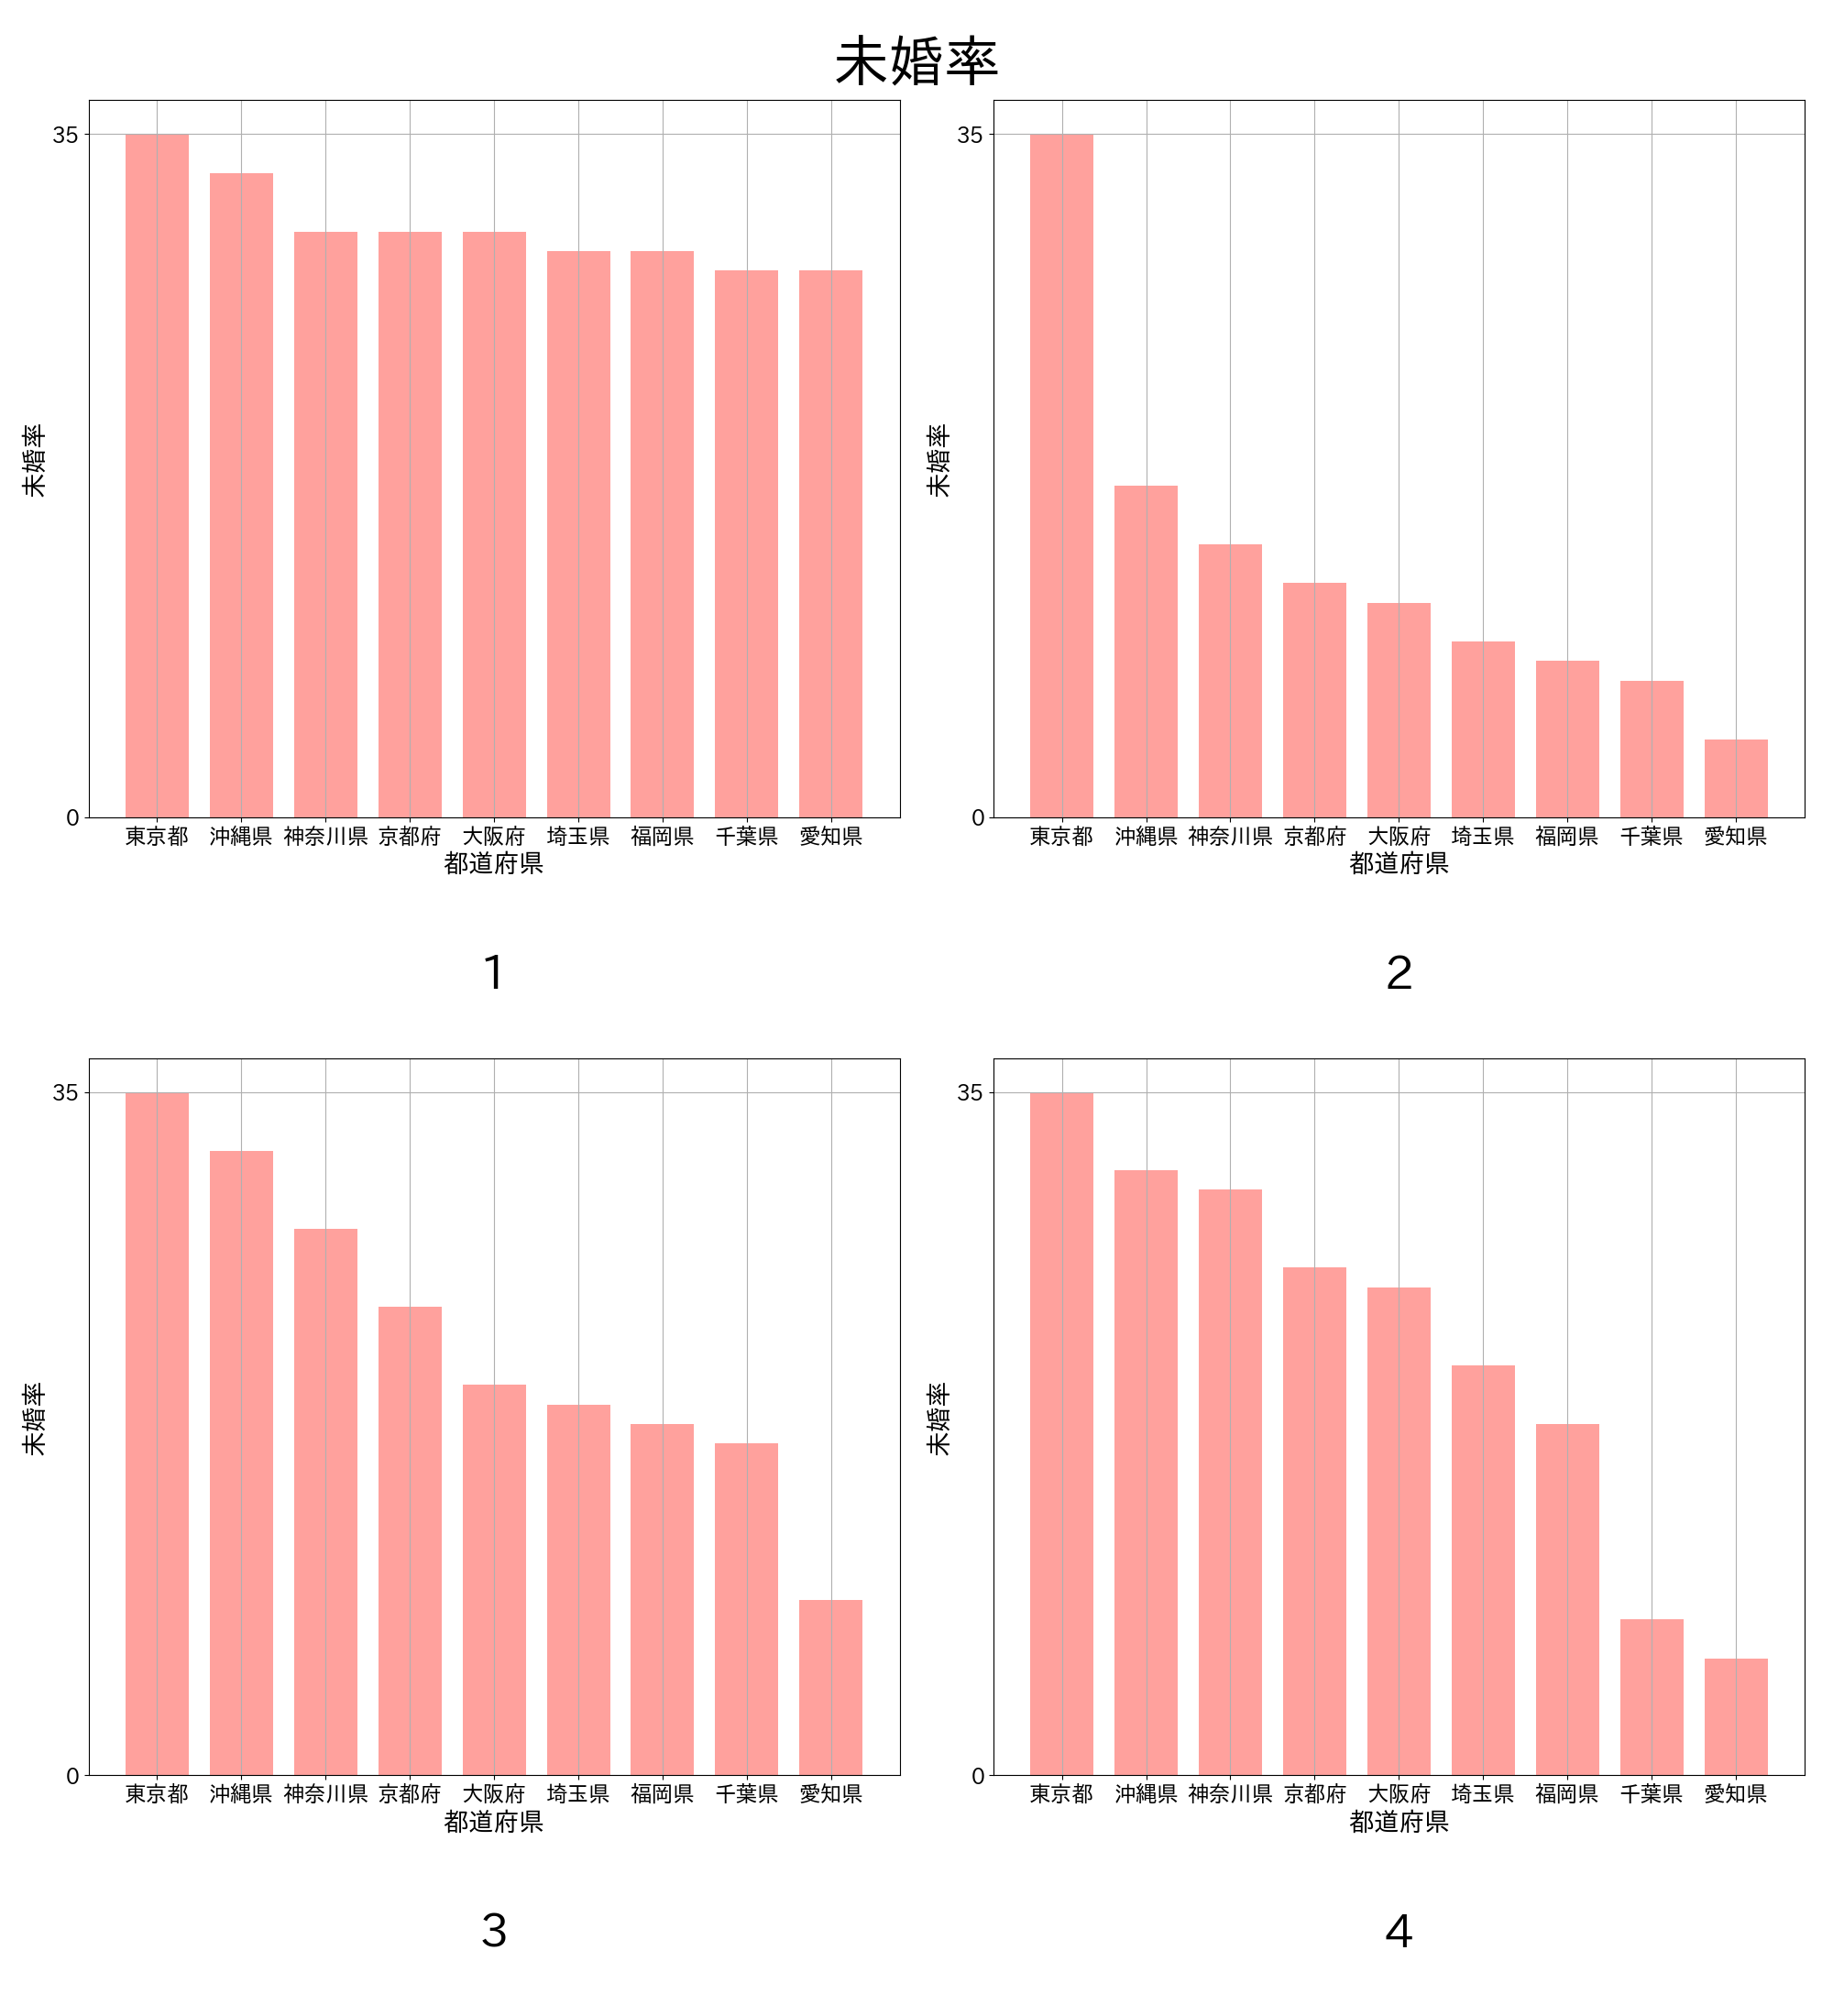 未婚率
35
0
未婚率
東京都 沖縄県 神奈川県 京都府 大阪府 埼玉県 福岡県 千葉県 愛知県
都道府県
1
35
0
未婚率
東京都 沖縄県 神奈川県 京都府 大阪府 埼玉県 福岡県 千葉県 愛知県
都道府県
2
35
0
未婚率
東京都 沖縄県 神奈川県 京都府 大阪府 埼玉県 福岡県 千葉県 愛知県
都道府県
3
35
0
未婚率
東京都 沖縄県 神奈川県 京都府 大阪府 埼玉県 福岡県 千葉県 愛知県
都道府県
4